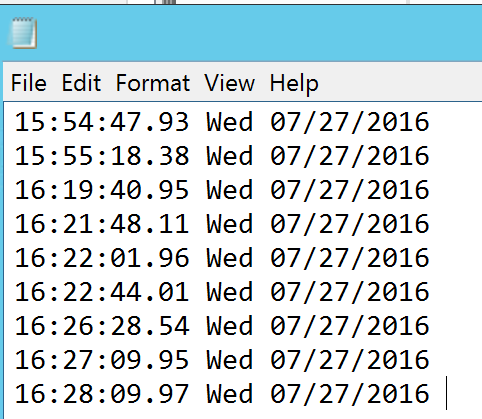 File Edit Format View Help
15:54:47.93 Wed 07/27/2016
15:55:18.38 Wed 07/27/2016
16:19:40.95 Wed 07/27/2016
16:21:48.11 Wed 07/27/2016
16:22:01.96 Wed 07/27/2016
16:22:44.01 Wed 07/27/2016
16:26:28.54 Wed 07/27/2016
16:27:09.95 Wed 07/27/2016
16:28:09.97 Wed 07/27/2016